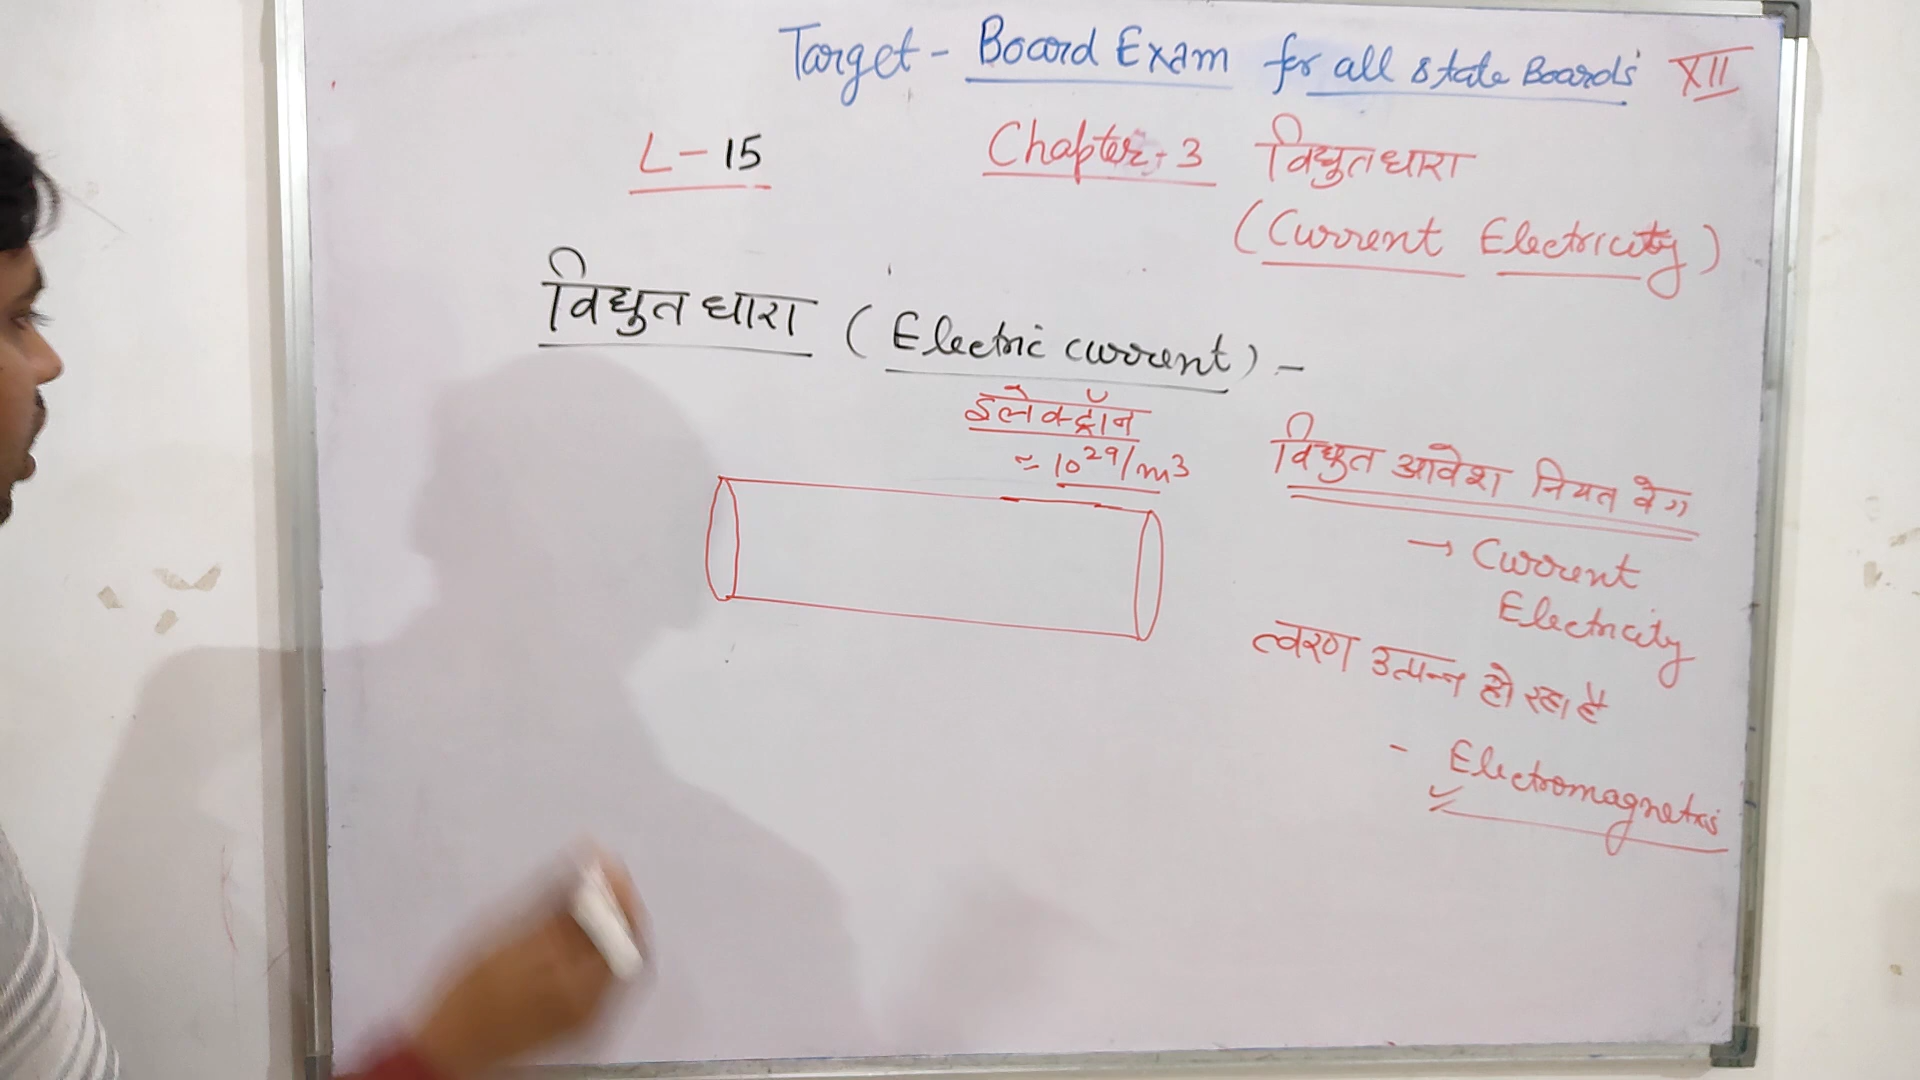 Target - Board Exam for all state Boards XII
L - 15
Chapter - 3 विद्युत धारा
(Current Electricity)
विद्युत धारा (Electric current) -
इलेक्ट्रॉन
≈ 10²⁹/m³
विद्युत आवेश नियत वेग
→ Current
Electricity
त्वरण उत्पन्न हो रहा है
- Electromagnetics